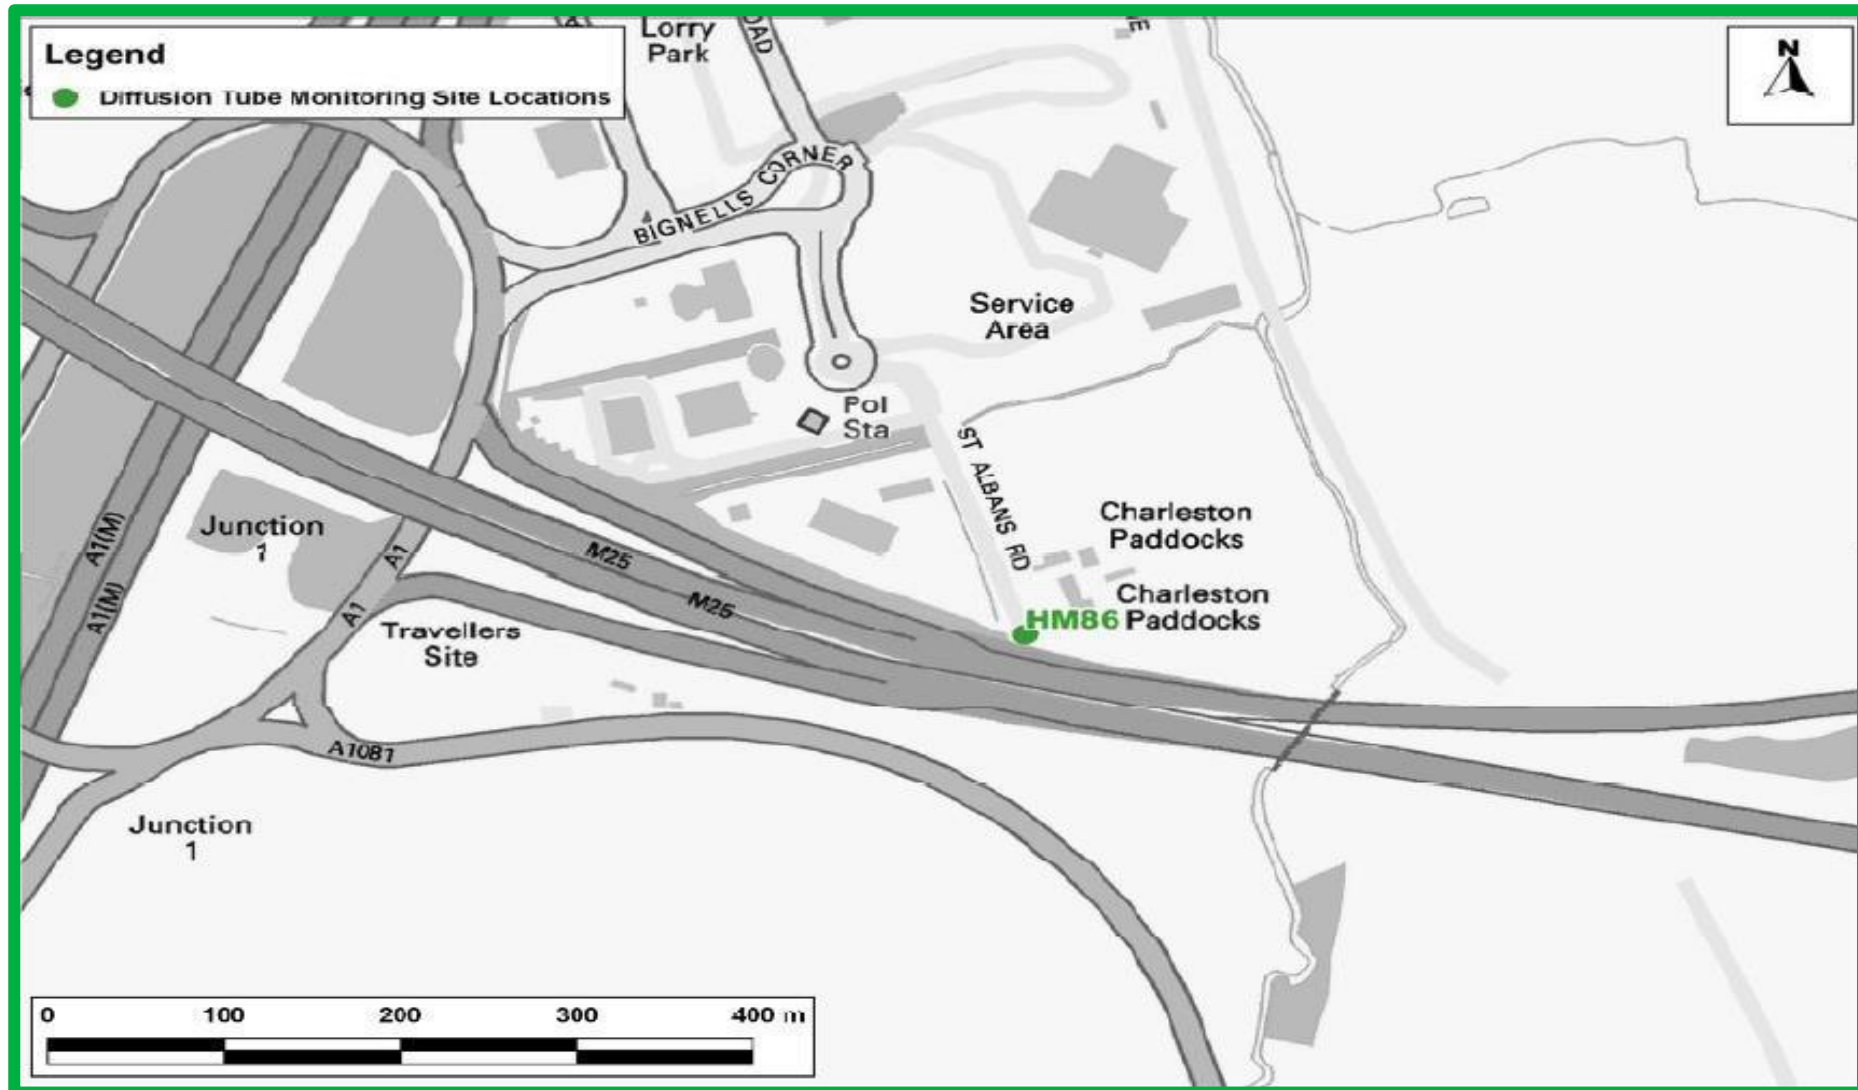 Legend
Diffusion Tube Monitoring Site Locations
Lorry
Park
OAD
N
BIGNELLS CORNER
Service
Area
Pol
Sta
ST ALBANS RD
Charleston
Paddocks
Charleston
Paddocks
HM86
Junction
1
A1(M)
A1(M)
A1
A1
M25
M25
Travellers
Site
A1081
Junction
1
0 100 200 300 400 m